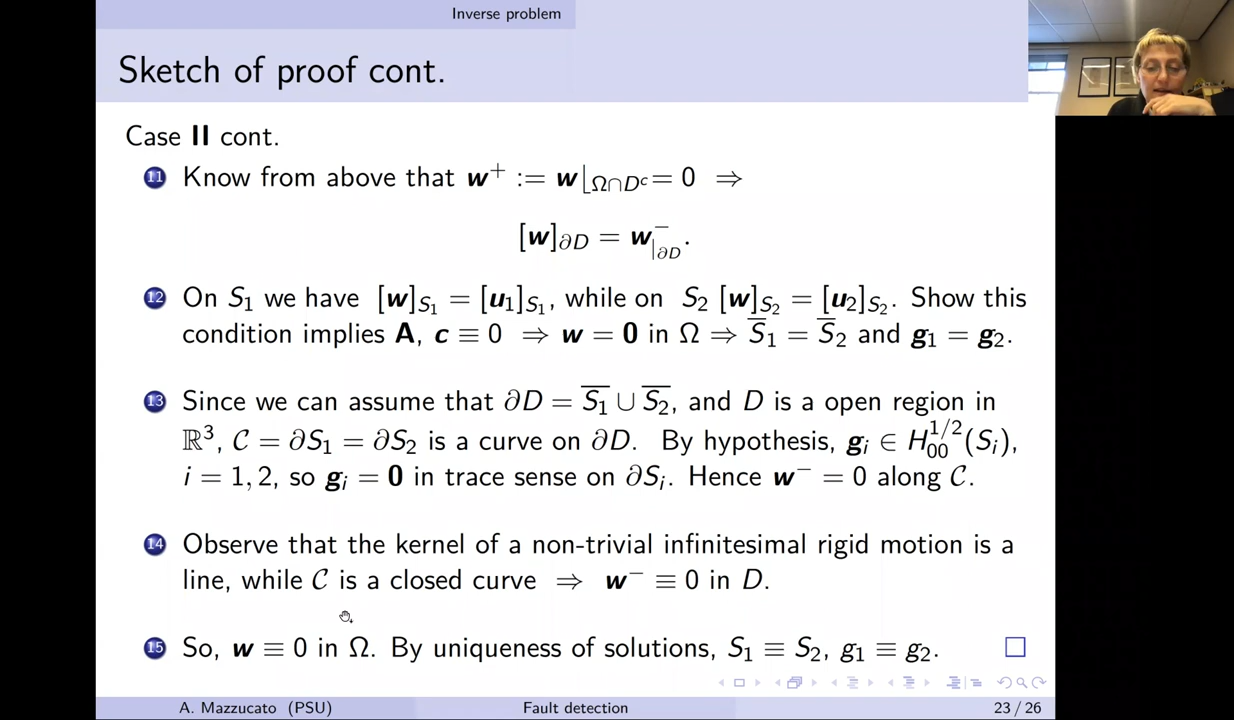 Inverse problem
Sketch of proof cont.
Case II cont.
11 Know from above that w⁺ := w⌊_{Ω∩Dᶜ} = 0 ⇒
[w]_{∂D} = w⁻_{|∂D}.
12 On S₁ we have [w]_{S₁} = [u₁]_{S₁}, while on S₂ [w]_{S₂} = [u₂]_{S₂}. Show this
condition implies A, c ≡ 0 ⇒ w = 0 in Ω ⇒ S̅₁ = S̅₂ and g₁ = g₂.
13 Since we can assume that ∂D = S̅₁ ∪ S̅₂, and D is a open region in
ℝ³, 𝒞 = ∂S₁ = ∂S₂ is a curve on ∂D. By hypothesis, gᵢ ∈ H₀₀^{1/2}(Sᵢ),
i = 1, 2, so gᵢ = 0 in trace sense on ∂Sᵢ. Hence w⁻ = 0 along 𝒞.
14 Observe that the kernel of a non-trivial infinitesimal rigid motion is a
line, while 𝒞 is a closed curve ⇒ w⁻ ≡ 0 in D.
15 So, w ≡ 0 in Ω. By uniqueness of solutions, S₁ ≡ S₂, g₁ ≡ g₂. □
A. Mazzucato (PSU) Fault detection 23 / 26